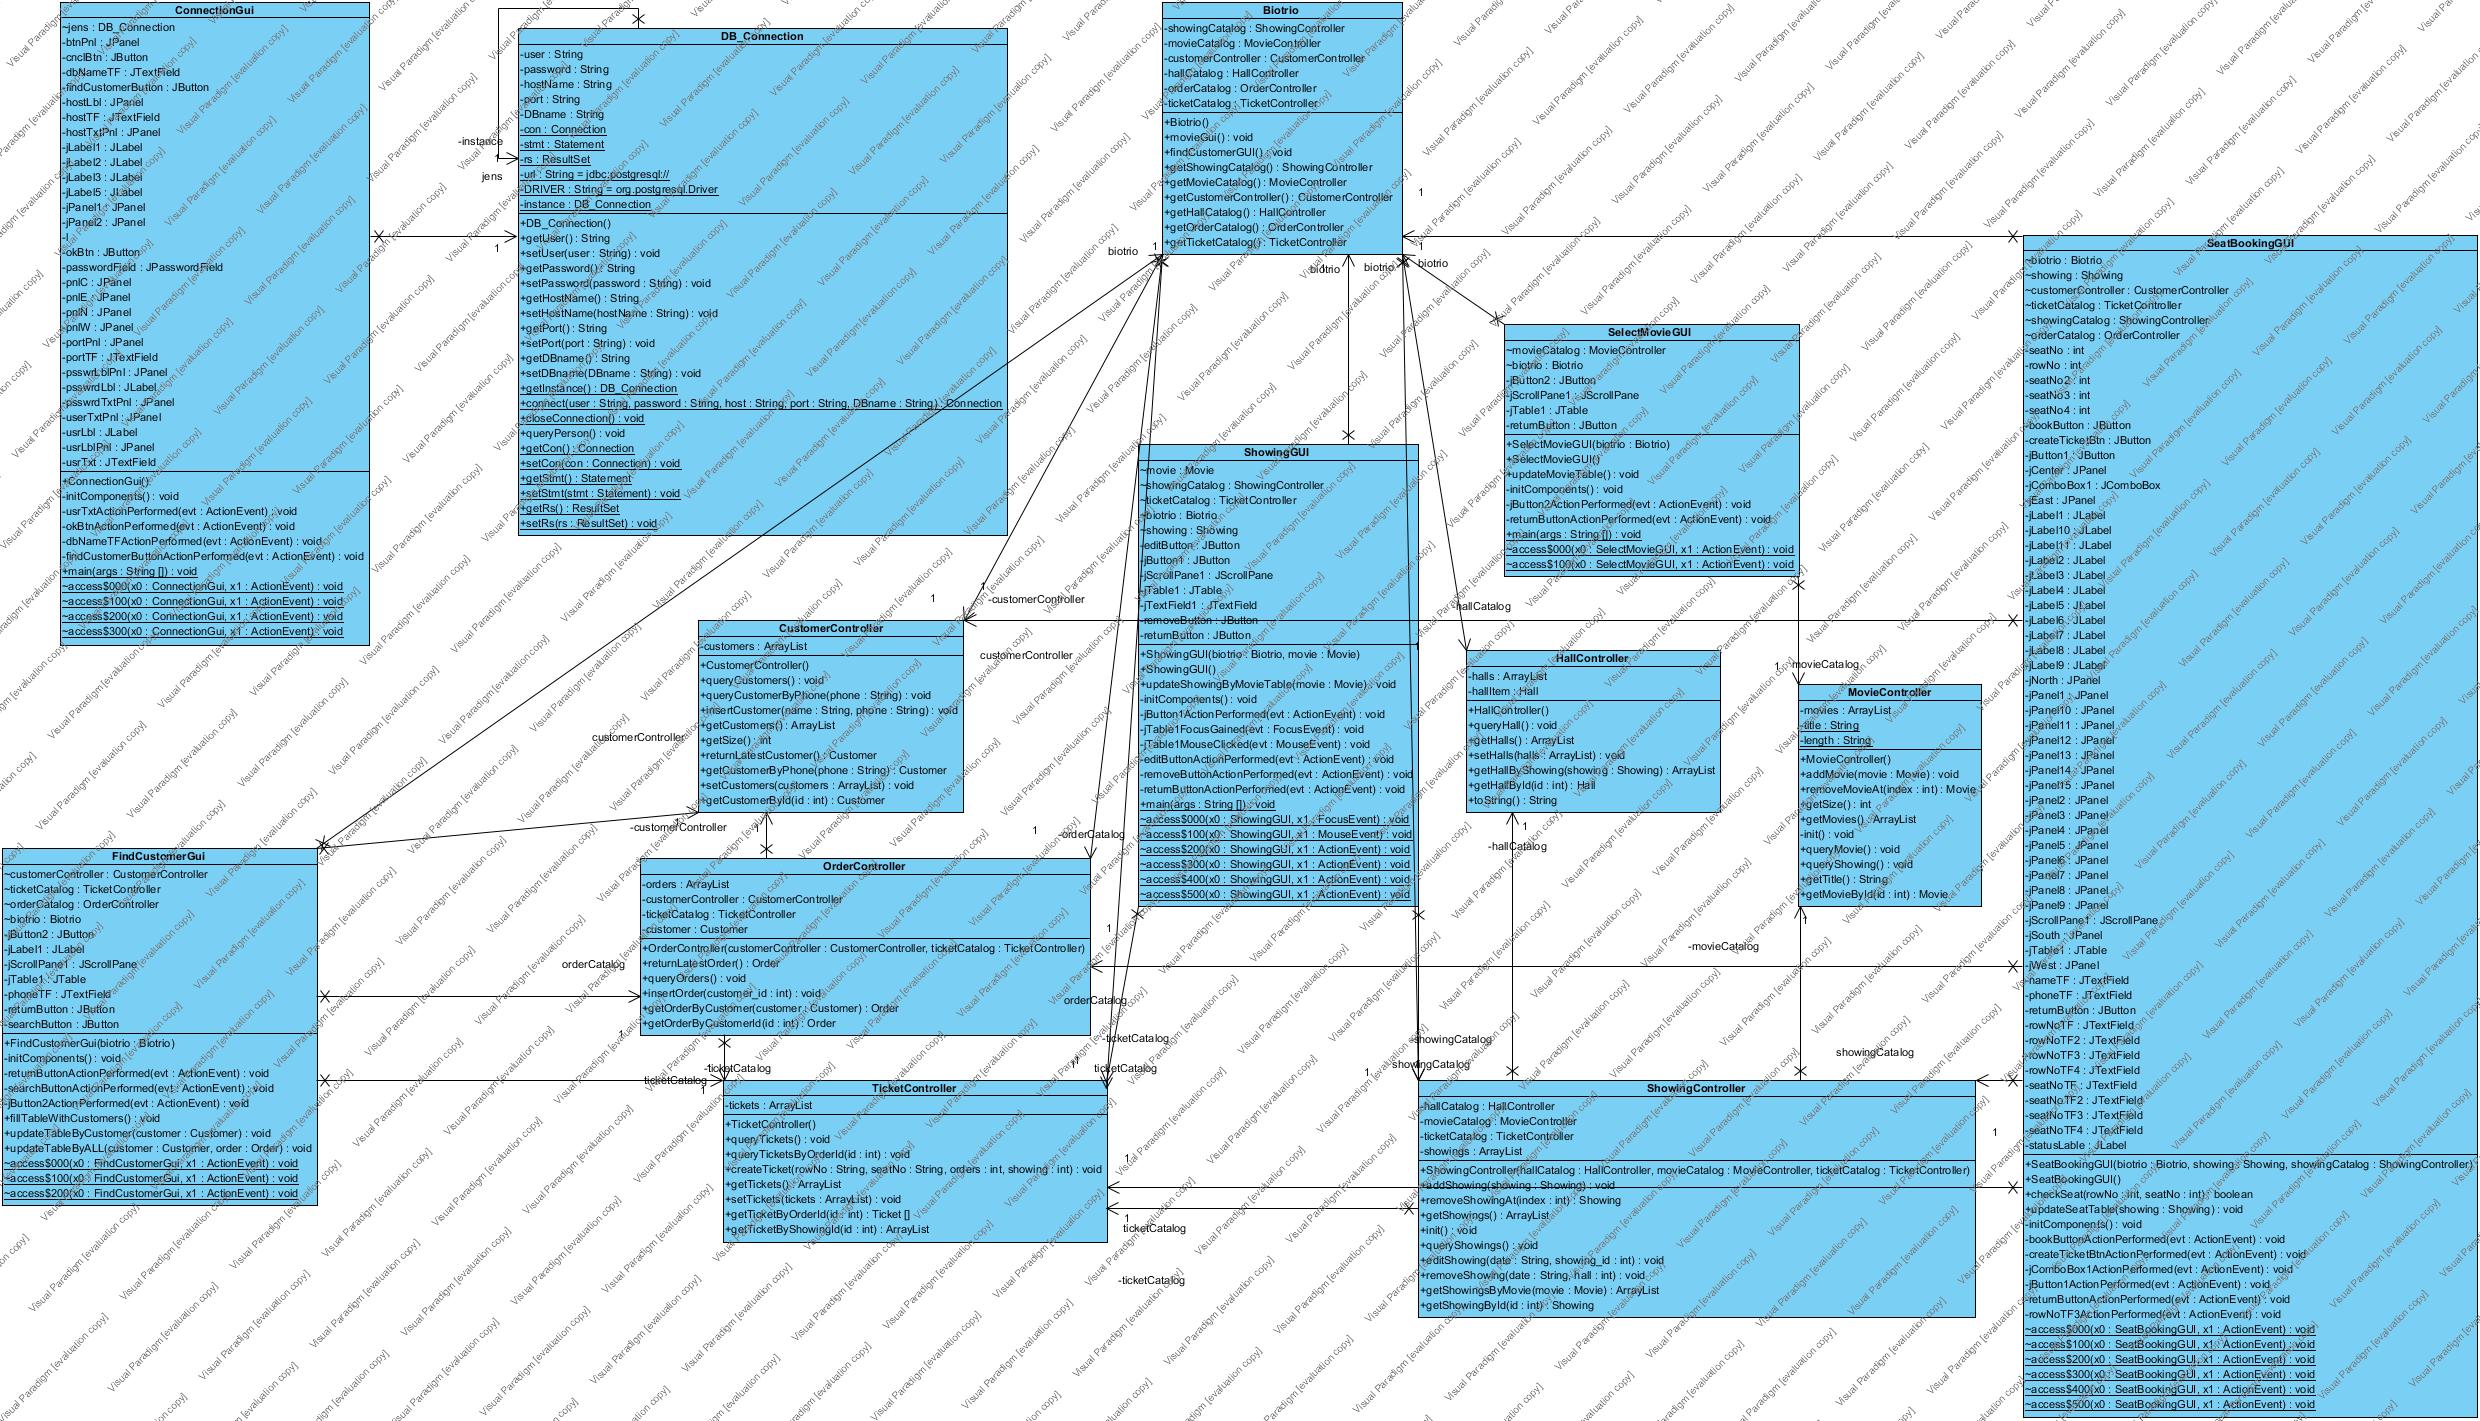 ConnectionGui
~jens : DB_Connection
-btnPnl : JPanel
-cnclBtn : JButton
-dbNameTF : JTextField
-findCustomerButton : JButton
-hostLbl : JPanel
-hostTF : JTextField
-hostTxtPnl : JPanel
-jLabel1 : JLabel
-jLabel2 : JLabel
-jLabel3 : JLabel
-jLabel5 : JLabel
-jPanel1 : JPanel
-jPanel2 : JPanel
-l
-okBtn : JButton
-passwordField : JPasswordField
-pnlC : JPanel
-pnlE : JPanel
-pnlN : JPanel
-pnlW : JPanel
-portPnl : JPanel
-portTF : JTextField
-psswrLblPnl : JPanel
-psswrdLbl : JLabel
-psswrdTxtPnl : JPanel
-userTxtPnl : JPanel
-usrLbl : JLabel
-usrLblPnl : JPanel
-usrTxt : JTextField
+ConnectionGui()
-initComponents() : void
-usrTxtActionPerformed(evt : ActionEvent) : void
-okBtnActionPerformed(evt : ActionEvent) : void
-dbNameTFActionPerformed(evt : ActionEvent) : void
-findCustomerButtonActionPerformed(evt : ActionEvent) : void
+main(args : String []) : void
~access$000(x0 : ConnectionGui, x1 : ActionEvent) : void
~access$100(x0 : ConnectionGui, x1 : ActionEvent) : void
~access$200(x0 : ConnectionGui, x1 : ActionEvent) : void
~access$300(x0 : ConnectionGui, x1 : ActionEvent) : void
-instance
jens
1
DB_Connection
-user : String
-password : String
-hostName : String
-port : String
-DBname : String
-con : Connection
-stmt : Statement
-rs : ResultSet
-url : String = jdbc:postgresql://
-DRIVER : String = org.postgresql.Driver
-instance : DB_Connection
+DB_Connection()
+getUser() : String
+setUser(user : String) : void
+getPassword() : String
+setPassword(password : String) : void
+getHostName() : String
+setHostName(hostName : String) : void
+getPort() : String
+setPort(port : String) : void
+getDBname() : String
+setDBname(DBname : String) : void
+getInstance() : DB_Connection
+connect(user : String, password : String, host : String, port : String, DBname : String) : Connection
+closeConnection() : void
+queryPerson() : void
+getCon() : Connection
+setCon(con : Connection) : void
+getStmt() : Statement
+setStmt(stmt : Statement) : void
+getRs() : ResultSet
+setRs(rs : ResultSet) : void
Biotrio
-showingCatalog : ShowingController
-movieCatalog : MovieController
-customerController : CustomerController
-hallCatalog : HallController
-orderCatalog : OrderController
-ticketCatalog : TicketController
+Biotrio()
+movieGui() : void
+findCustomerGUI() : void
+getShowingCatalog() : ShowingController
+getMovieCatalog() : MovieController
+getCustomerController() : CustomerController
+getHallCatalog() : HallController
+getOrderCatalog() : OrderController
+getTicketCatalog() : TicketController
1
1
1
biotrio
biotrio
biotrio
biotrio
SelectMovieGUI
~movieCatalog : MovieController
~biotrio : Biotrio
-jButton2 : JButton
-jScrollPane1 : JScrollPane
-jTable1 : JTable
-returnButton : JButton
+SelectMovieGUI(biotrio : Biotrio)
+SelectMovieGUI()
+updateMovieTable() : void
-initComponents() : void
-jButton2ActionPerformed(evt : ActionEvent) : void
-returnButtonActionPerformed(evt : ActionEvent) : void
+main(args : String []) : void
~access$000(x0 : SelectMovieGUI, x1 : ActionEvent) : void
~access$100(x0 : SelectMovieGUI, x1 : ActionEvent) : void
ShowingGUI
~movie : Movie
~showingCatalog : ShowingController
~ticketCatalog : TicketController
~biotrio : Biotrio
~showing : Showing
-editButton : JButton
-jButton1 : JButton
-jScrollPane1 : JScrollPane
-jTable1 : JTable
-jTextField1 : JTextField
-removeButton : JButton
-returnButton : JButton
+ShowingGUI(biotrio : Biotrio, movie : Movie)
+ShowingGUI()
+updateShowingByMovieTable(movie : Movie) : void
-initComponents() : void
-jButton1ActionPerformed(evt : ActionEvent) : void
-jTable1FocusGained(evt : FocusEvent) : void
-jTable1MouseClicked(evt : MouseEvent) : void
-editButtonActionPerformed(evt : ActionEvent) : void
-removeButtonActionPerformed(evt : ActionEvent) : void
-returnButtonActionPerformed(evt : ActionEvent) : void
+main(args : String []) : void
~access$000(x0 : ShowingGUI, x1 : FocusEvent) : void
~access$100(x0 : ShowingGUI, x1 : MouseEvent) : void
~access$200(x0 : ShowingGUI, x1 : ActionEvent) : void
~access$300(x0 : ShowingGUI, x1 : ActionEvent) : void
~access$400(x0 : ShowingGUI, x1 : ActionEvent) : void
~access$500(x0 : ShowingGUI, x1 : ActionEvent) : void
1
1
-customerController
customerController
customerController
-customerController
1
CustomerController
-customers : ArrayList
+CustomerController()
+queryCustomers() : void
+queryCustomerByPhone(phone : String) : void
+insertCustomer(name : String, phone : String) : void
+getCustomers() : ArrayList
+getSize() : int
+returnLatestCustomer() : Customer
+getCustomerByPhone(phone : String) : Customer
+setCustomers(customers : ArrayList) : void
+getCustomerById(id : int) : Customer
-hallCatalog
HallController
-halls : ArrayList
-hallItem : Hall
+HallController()
+queryHall() : void
+getHalls() : ArrayList
+setHalls(halls : ArrayList) : void
+getHallByShowing(showing : Showing) : ArrayList
+getHallById(id : int) : Hall
+toString() : String
1
-hallCatalog
1
movieCatalog
MovieController
-movies : ArrayList
-title : String
-length : String
+MovieController()
+addMovie(movie : Movie) : void
+removeMovieAt(index : int) : Movie
+getSize() : int
+getMovies() : ArrayList
-init() : void
+queryMovie() : void
+queryShowing() : void
+getTitle() : String
+getMovieById(id : int) : Movie
1
-movieCatalog
FindCustomerGui
~customerController : CustomerController
~ticketCatalog : TicketController
~orderCatalog : OrderController
~biotrio : Biotrio
-jButton2 : JButton
-jLabel1 : JLabel
-jScrollPane1 : JScrollPane
-jTable1 : JTable
-phoneTF : JTextField
-returnButton : JButton
-searchButton : JButton
+FindCustomerGui(biotrio : Biotrio)
-initComponents() : void
-returnButtonActionPerformed(evt : ActionEvent) : void
-searchButtonActionPerformed(evt : ActionEvent) : void
-jButton2ActionPerformed(evt : ActionEvent) : void
+fillTableWithCustomers() : void
+updateTableByCustomer(customer : Customer) : void
+updateTableByALL(customer : Customer, order : Order) : void
~access$000(x0 : FindCustomerGui, x1 : ActionEvent) : void
~access$100(x0 : FindCustomerGui, x1 : ActionEvent) : void
~access$200(x0 : FindCustomerGui, x1 : ActionEvent) : void
1
-orderCatalog
orderCatalog
1
orderCatalog
1
OrderController
-orders : ArrayList
-customerController : CustomerController
-ticketCatalog : TicketController
-customer : Customer
+OrderController(customerController : CustomerController, ticketCatalog : TicketController)
+returnLatestOrder() : Order
+queryOrders() : void
+insertOrder(customer_id : int) : void
+getOrderByCustomer(customer : Customer) : Order
+getOrderByCustomerId(id : int) : Order
-ticketCatalog
ticketCatalog
-ticketCatalog
ticketCatalog
1
TicketController
-tickets : ArrayList
+TicketController()
+queryTickets() : void
+queryTicketsByOrderId(id : int) : void
+createTicket(rowNo : String, seatNo : String, orders : int, showing : int) : void
+getTickets() : ArrayList
+setTickets(tickets : ArrayList) : void
+getTicketByOrderId(id : int) : Ticket []
+getTicketByShowingId(id : int) : ArrayList
1
1
ticketCatalog
-ticketCatalog
-showingCatalog
showingCatalog
1
showingCatalog
1
ShowingController
-hallCatalog : HallController
-movieCatalog : MovieController
-ticketCatalog : TicketController
-showings : ArrayList
+ShowingController(hallCatalog : HallController, movieCatalog : MovieController, ticketCatalog : TicketController)
+addShowing(showing : Showing) : void
+removeShowingAt(index : int) : Showing
+getShowings() : ArrayList
+init() : void
+queryShowings() : void
+editShowing(date : String, showing_id : int) : void
+removeShowing(date : String, hall : int) : void
+getShowingsByMovie(movie : Movie) : ArrayList
+getShowingById(id : int) : Showing
SeatBookingGUI
~biotrio : Biotrio
~showing : Showing
~customerController : CustomerController
~ticketCatalog : TicketController
~showingCatalog : ShowingController
~orderCatalog : OrderController
-seatNo : int
-rowNo : int
-seatNo2 : int
-seatNo3 : int
-seatNo4 : int
-bookButton : JButton
-createTicketBtn : JButton
-jButton1 : JButton
-jCenter : JPanel
-jComboBox1 : JComboBox
-jEast : JPanel
-jLabel1 : JLabel
-jLabel10 : JLabel
-jLabel11 : JLabel
-jLabel2 : JLabel
-jLabel3 : JLabel
-jLabel4 : JLabel
-jLabel5 : JLabel
-jLabel6 : JLabel
-jLabel7 : JLabel
-jLabel8 : JLabel
-jLabel9 : JLabel
-jNorth : JPanel
-jPanel1 : JPanel
-jPanel10 : JPanel
-jPanel11 : JPanel
-jPanel12 : JPanel
-jPanel13 : JPanel
-jPanel14 : JPanel
-jPanel15 : JPanel
-jPanel2 : JPanel
-jPanel3 : JPanel
-jPanel4 : JPanel
-jPanel5 : JPanel
-jPanel6 : JPanel
-jPanel7 : JPanel
-jPanel8 : JPanel
-jPanel9 : JPanel
-jScrollPane1 : JScrollPane
-jSouth : JPanel
-jTable1 : JTable
-jWest : JPanel
-nameTF : JTextField
-phoneTF : JTextField
-returnButton : JButton
-rowNoTF : JTextField
-rowNoTF2 : JTextField
-rowNoTF3 : JTextField
-rowNoTF4 : JTextField
-seatNoTF : JTextField
-seatNoTF2 : JTextField
-seatNoTF3 : JTextField
-seatNoTF4 : JTextField
-statusLable : JLabel
+SeatBookingGUI(biotrio : Biotrio, showing : Showing, showingCatalog : ShowingController)
+SeatBookingGUI()
+checkSeat(rowNo : int, seatNo : int) : boolean
+updateSeatTable(showing : Showing) : void
-initComponents() : void
-bookButtonActionPerformed(evt : ActionEvent) : void
-createTicketBtnActionPerformed(evt : ActionEvent) : void
-jComboBox1ActionPerformed(evt : ActionEvent) : void
-jButton1ActionPerformed(evt : ActionEvent) : void
-returnButtonActionPerformed(evt : ActionEvent) : void
-rowNoTF3ActionPerformed(evt : ActionEvent) : void
~access$000(x0 : SeatBookingGUI, x1 : ActionEvent) : void
~access$100(x0 : SeatBookingGUI, x1 : ActionEvent) : void
~access$200(x0 : SeatBookingGUI, x1 : ActionEvent) : void
~access$300(x0 : SeatBookingGUI, x1 : ActionEvent) : void
~access$400(x0 : SeatBookingGUI, x1 : ActionEvent) : void
~access$500(x0 : SeatBookingGUI, x1 : ActionEvent) : void
Visual Paradigm [evaluation copy]